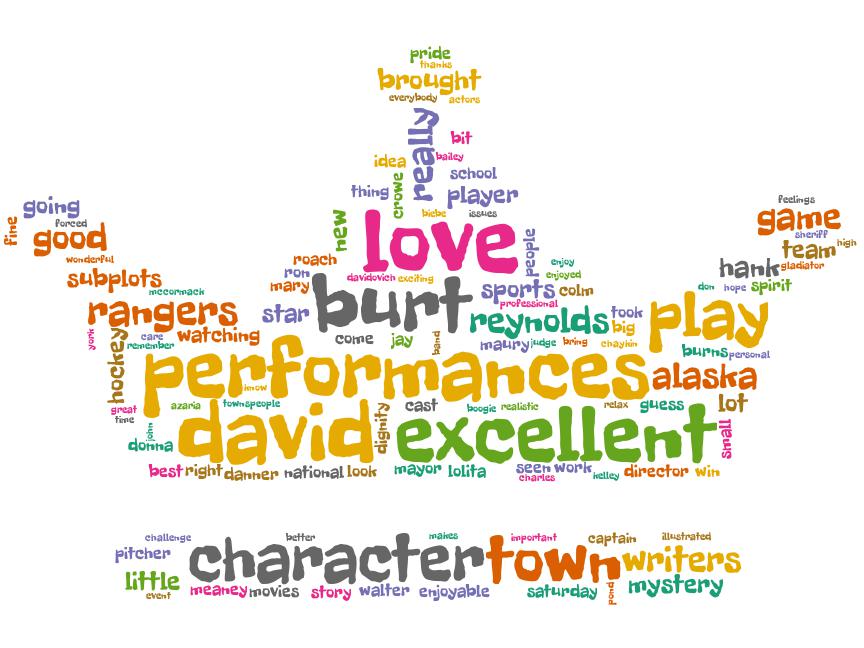 pride
thanks
brought
everybody actors
really
bit
idea bailey
crowe school
thing player
biebe issues
going
fine forced
good
wonderful
subplots
mccormack
rangers
york care watching
remember
hockey
feelings
game
sheriff
team high
hank gladiator
don hope spirit
new love people
roach enjoy
ron davidovich exciting enjoyed
mary
burt sports colm
professional
star reynolds took
big play
come jay band maury judge bring chaykin
burns personal
performances alaska
know
great azaria townspeople cast boogie realistic relax guess lot
time
john david dignity excellent small
donna
best right danner national look mayor lolita seen work director win
charles kelley
challenge better makes important captain illustrated
pitcher character town writers
little
event meaney movies story walter enjoyable saturday pond mystery